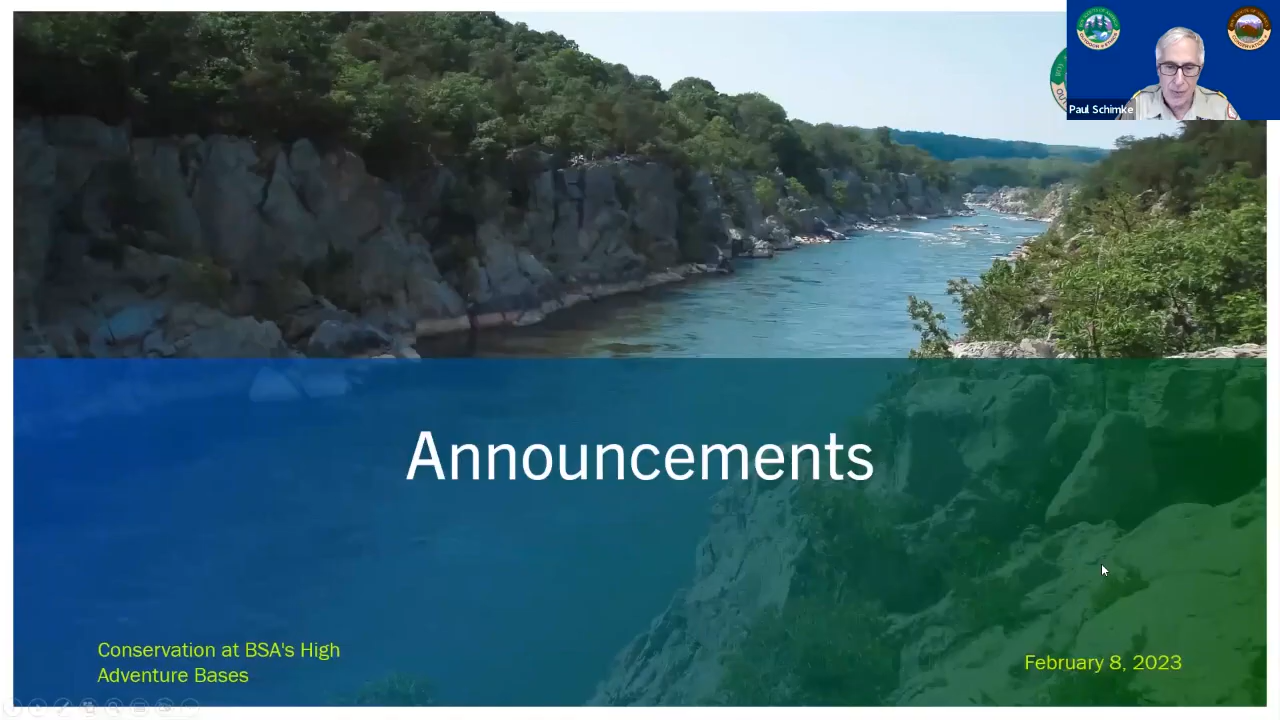 Paul Schimke
Announcements
Conservation at BSA's High
Adventure Bases
February 8, 2023